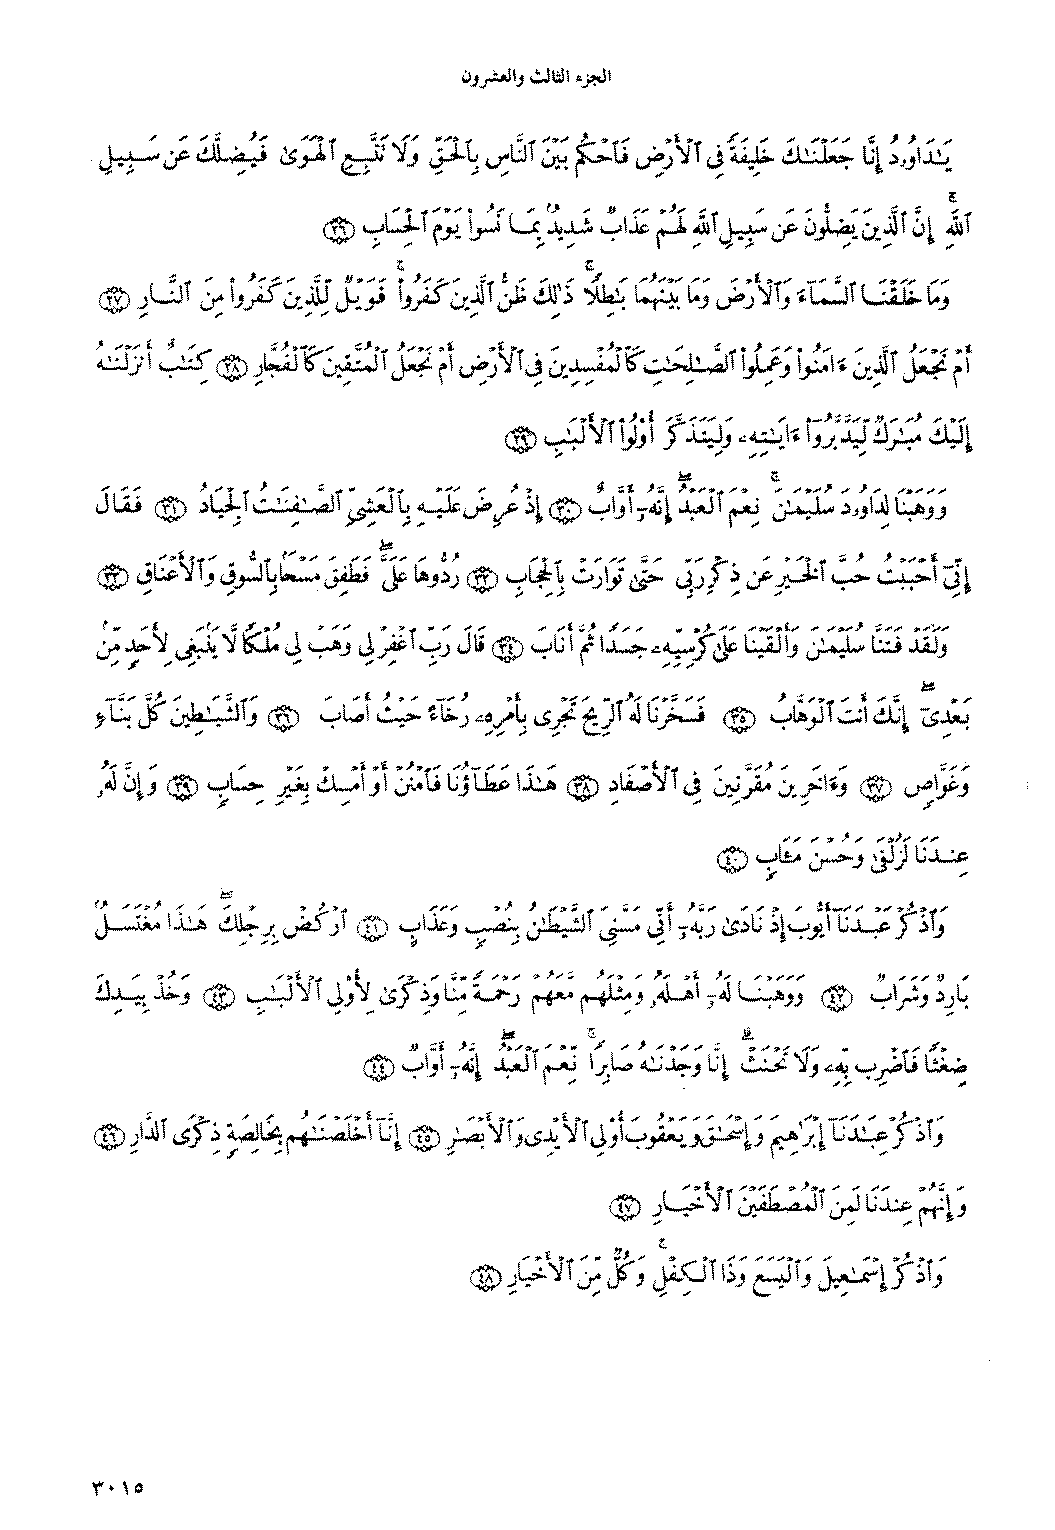 الجزء الثالث والعشرون
يَـٰدَاوُۥدُ إِنَّا جَعَلْنَـٰكَ خَلِيفَةً فِى ٱلْأَرْضِ فَٱحْكُم بَيْنَ ٱلنَّاسِ بِٱلْحَقِّ وَلَا تَتَّبِعِ ٱلْهَوَىٰ فَيُضِلَّكَ عَن سَبِيلِ
ٱللَّهِ ۚ إِنَّ ٱلَّذِينَ يَضِلُّونَ عَن سَبِيلِ ٱللَّهِ لَهُمْ عَذَابٌ شَدِيدٌۢ بِمَا نَسُوا۟ يَوْمَ ٱلْحِسَابِ ﴿٢٦﴾
وَمَا خَلَقْنَا ٱلسَّمَآءَ وَٱلْأَرْضَ وَمَا بَيْنَهُمَا بَـٰطِلًا ۚ ذَٰلِكَ ظَنُّ ٱلَّذِينَ كَفَرُوا۟ ۚ فَوَيْلٌ لِّلَّذِينَ كَفَرُوا۟ مِنَ ٱلنَّارِ ﴿٢٧﴾
أَمْ نَجْعَلُ ٱلَّذِينَ ءَامَنُوا۟ وَعَمِلُوا۟ ٱلصَّـٰلِحَـٰتِ كَٱلْمُفْسِدِينَ فِى ٱلْأَرْضِ أَمْ نَجْعَلُ ٱلْمُتَّقِينَ كَٱلْفُجَّارِ ﴿٢٨﴾ كِتَـٰبٌ أَنزَلْنَـٰهُ
إِلَيْكَ مُبَـٰرَكٌ لِّيَدَّبَّرُوٓا۟ ءَايَـٰتِهِۦ وَلِيَتَذَكَّرَ أُو۟لُوا۟ ٱلْأَلْبَـٰبِ ﴿٢٩﴾
وَوَهَبْنَا لِدَاوُۥدَ سُلَيْمَـٰنَ ۚ نِعْمَ ٱلْعَبْدُ ۖ إِنَّهُۥٓ أَوَّابٌ ﴿٣٠﴾ إِذْ عُرِضَ عَلَيْهِ بِٱلْعَشِىِّ ٱلصَّـٰفِنَـٰتُ ٱلْجِيَادُ ﴿٣١﴾ فَقَالَ
إِنِّىٓ أَحْبَبْتُ حُبَّ ٱلْخَيْرِ عَن ذِكْرِ رَبِّى حَتَّىٰ تَوَارَتْ بِٱلْحِجَابِ ﴿٣٢﴾ رُدُّوهَا عَلَىَّ ۖ فَطَفِقَ مَسْحًۢا بِٱلسُّوقِ وَٱلْأَعْنَاقِ ﴿٣٣﴾
وَلَقَدْ فَتَنَّا سُلَيْمَـٰنَ وَأَلْقَيْنَا عَلَىٰ كُرْسِيِّهِۦ جَسَدًا ثُمَّ أَنَابَ ﴿٣٤﴾ قَالَ رَبِّ ٱغْفِرْ لِى وَهَبْ لِى مُلْكًا لَّا يَنۢبَغِى لِأَحَدٍ مِّنۢ
بَعْدِىٓ ۖ إِنَّكَ أَنتَ ٱلْوَهَّابُ ﴿٣٥﴾ فَسَخَّرْنَا لَهُ ٱلرِّيحَ تَجْرِى بِأَمْرِهِۦ رُخَآءً حَيْثُ أَصَابَ ﴿٣٦﴾ وَٱلشَّيَـٰطِينَ كُلَّ بَنَّآءٍ
وَغَوَّاصٍ ﴿٣٧﴾ وَءَاخَرِينَ مُقَرَّنِينَ فِى ٱلْأَصْفَادِ ﴿٣٨﴾ هَـٰذَا عَطَآؤُنَا فَٱمْنُنْ أَوْ أَمْسِكْ بِغَيْرِ حِسَابٍ ﴿٣٩﴾ وَإِنَّ لَهُۥ
عِندَنَا لَزُلْفَىٰ وَحُسْنَ مَـَٔابٍ ﴿٤٠﴾
وَٱذْكُرْ عَبْدَنَآ أَيُّوبَ إِذْ نَادَىٰ رَبَّهُۥٓ أَنِّى مَسَّنِىَ ٱلشَّيْطَـٰنُ بِنُصْبٍ وَعَذَابٍ ﴿٤١﴾ ٱرْكُضْ بِرِجْلِكَ ۖ هَـٰذَا مُغْتَسَلٌۢ
بَارِدٌ وَشَرَابٌ ﴿٤٢﴾ وَوَهَبْنَا لَهُۥٓ أَهْلَهُۥ وَمِثْلَهُم مَّعَهُمْ رَحْمَةً مِّنَّا وَذِكْرَىٰ لِأُو۟لِى ٱلْأَلْبَـٰبِ ﴿٤٣﴾ وَخُذْ بِيَدِكَ
ضِغْثًا فَٱضْرِب بِّهِۦ وَلَا تَحْنَثْ ۗ إِنَّا وَجَدْنَـٰهُ صَابِرًا ۚ نِّعْمَ ٱلْعَبْدُ ۖ إِنَّهُۥٓ أَوَّابٌ ﴿٤٤﴾
وَٱذْكُرْ عِبَـٰدَنَآ إِبْرَٰهِيمَ وَإِسْحَـٰقَ وَيَعْقُوبَ أُو۟لِى ٱلْأَيْدِى وَٱلْأَبْصَـٰرِ ﴿٤٥﴾ إِنَّآ أَخْلَصْنَـٰهُم بِخَالِصَةٍ ذِكْرَى ٱلدَّارِ ﴿٤٦﴾
وَإِنَّهُمْ عِندَنَا لَمِنَ ٱلْمُصْطَفَيْنَ ٱلْأَخْيَارِ ﴿٤٧﴾
وَٱذْكُرْ إِسْمَـٰعِيلَ وَٱلْيَسَعَ وَذَا ٱلْكِفْلِ ۖ وَكُلٌّ مِّنَ ٱلْأَخْيَارِ ﴿٤٨﴾
٣٠١٥